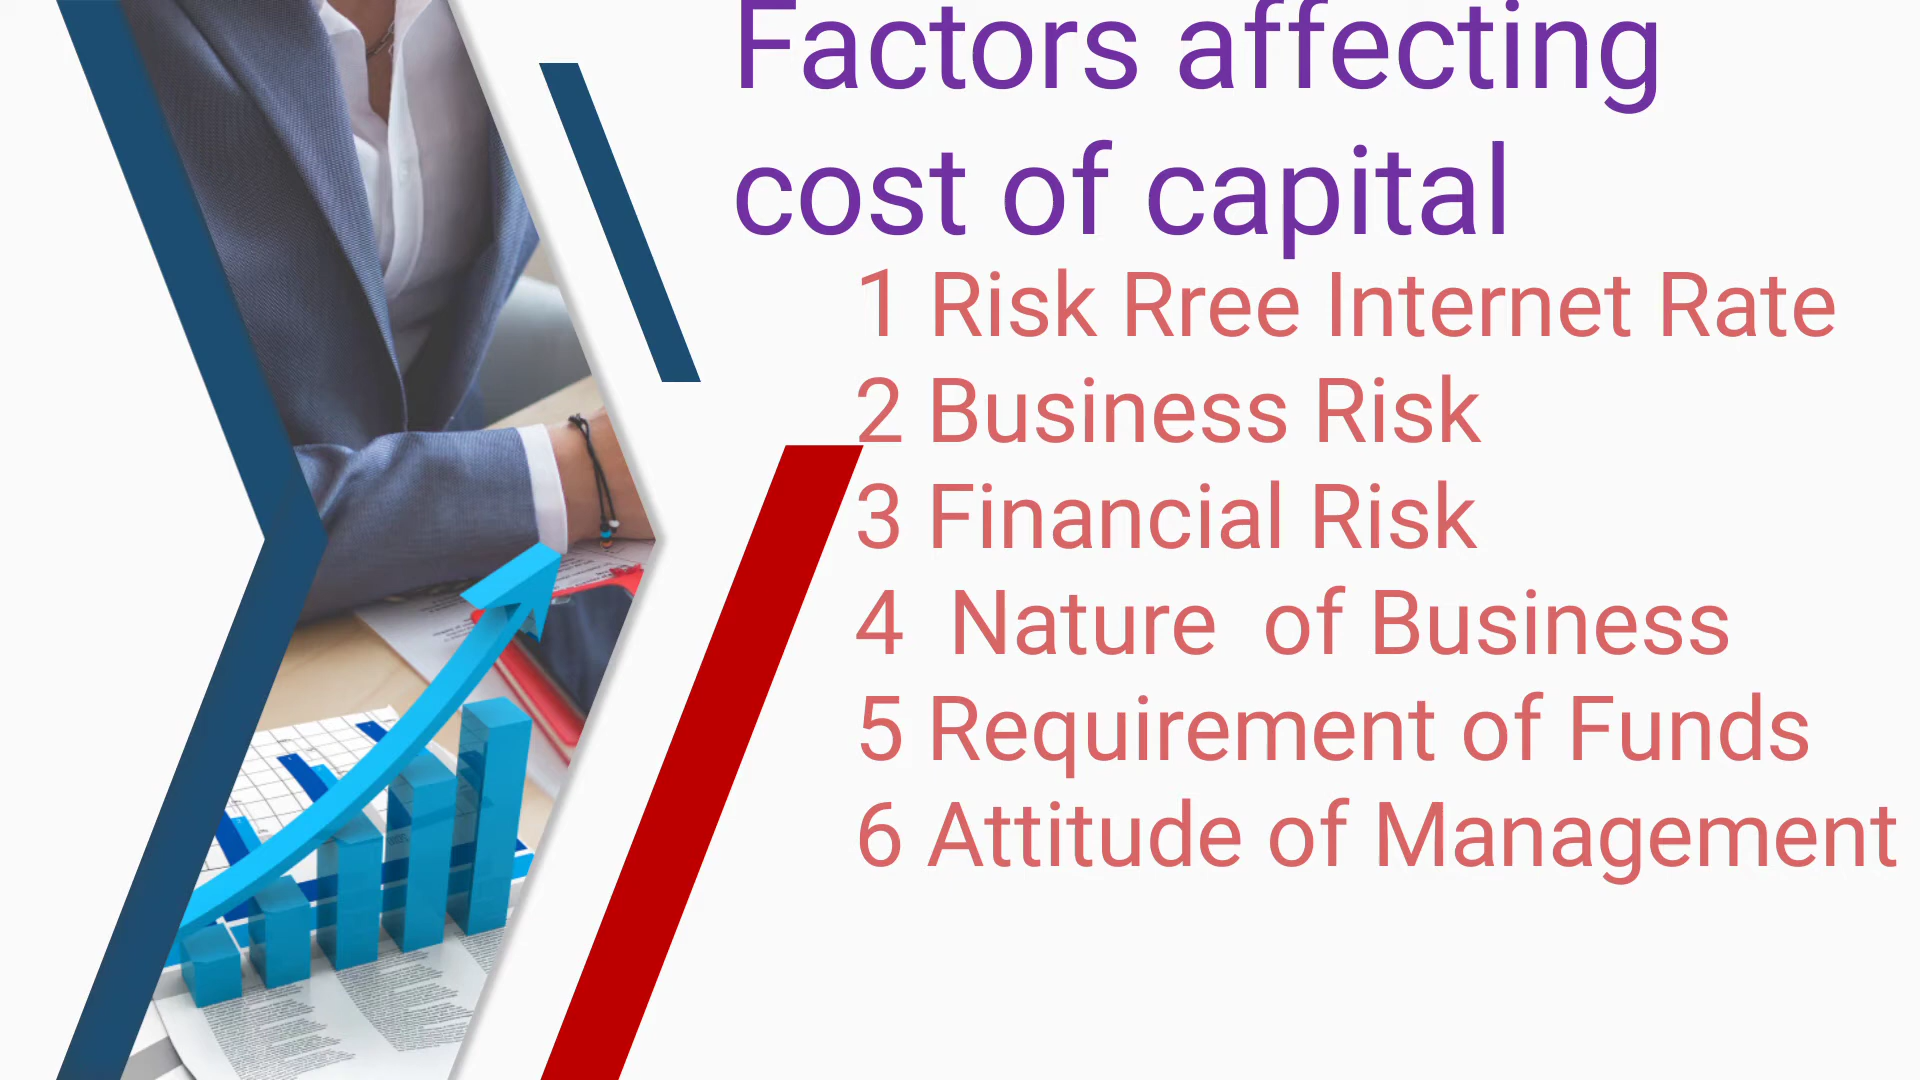 Factors affecting
cost of capital
1 Risk Rree Internet Rate
2 Business Risk
3 Financial Risk
4  Nature  of Business
5 Requirement of Funds
6 Attitude of Management